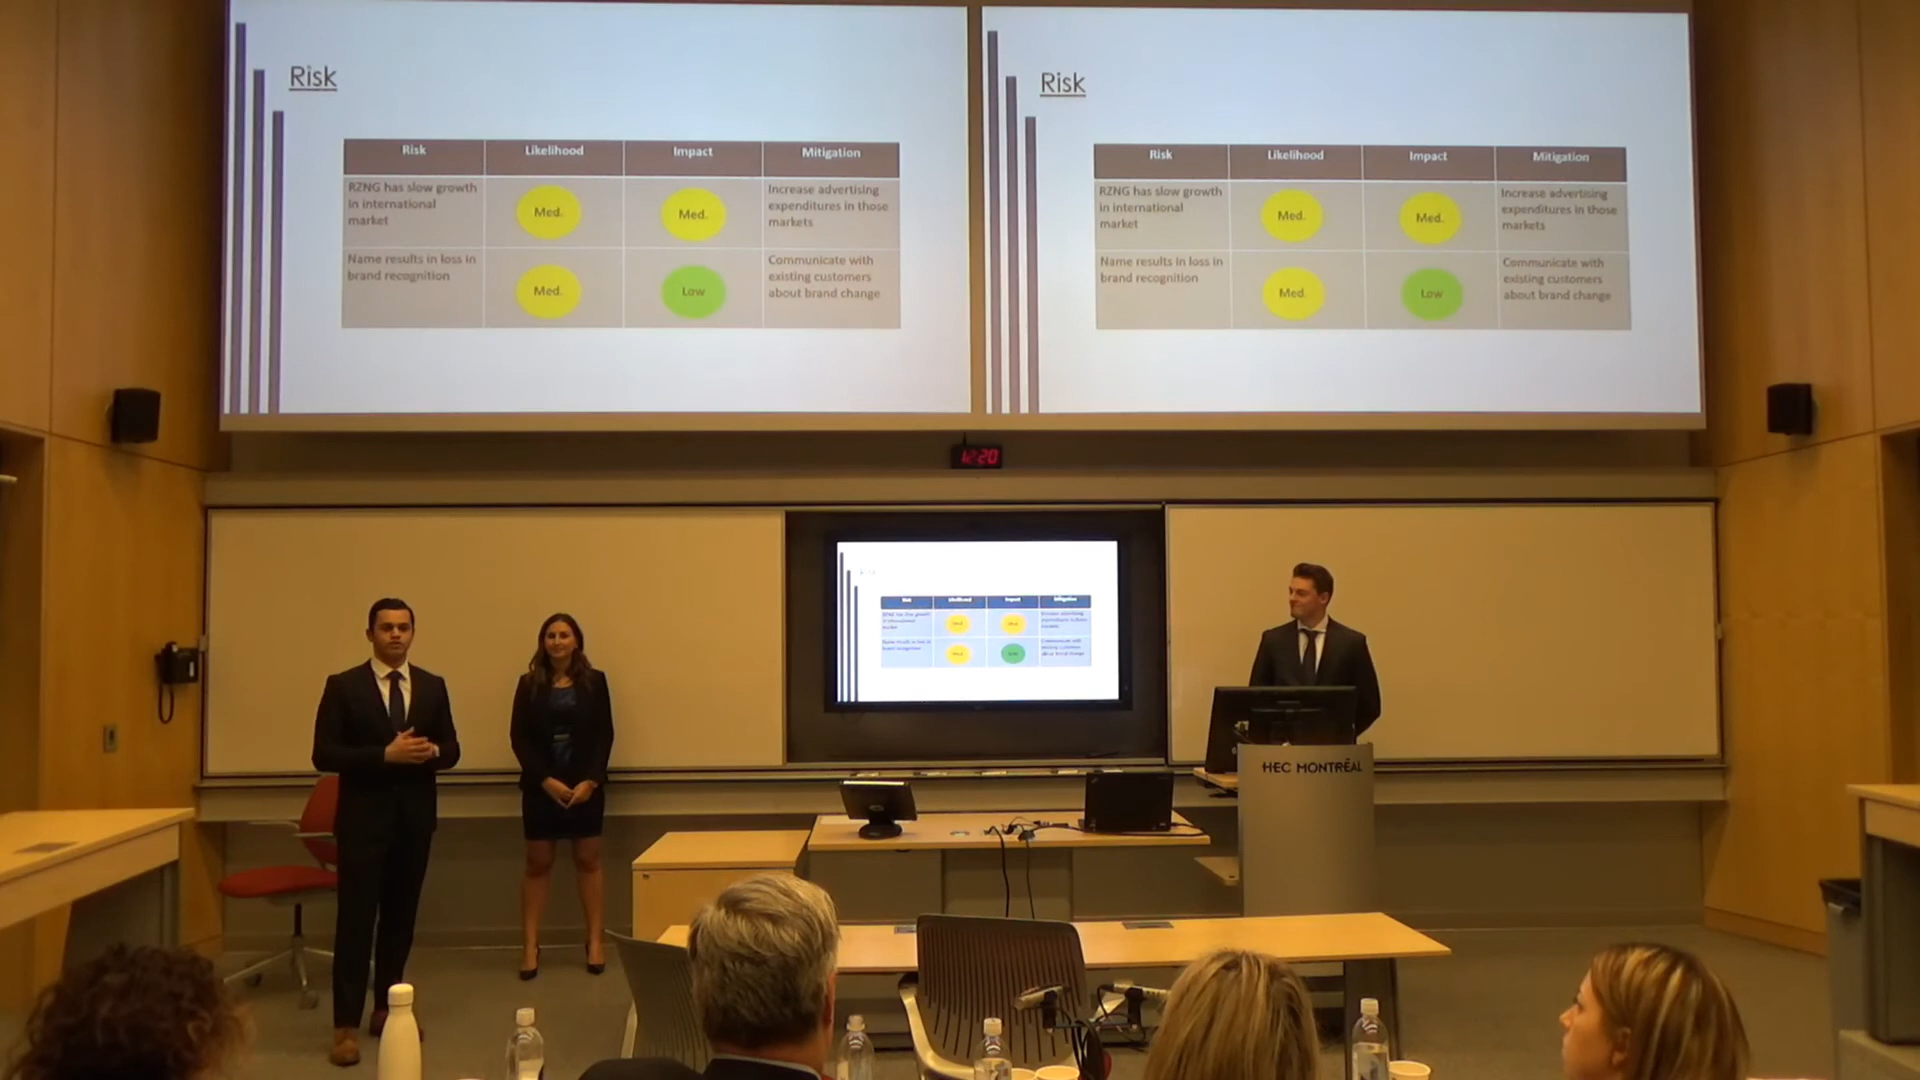 Risk
Risk Likelihood Impact Mitigation
RZNG has slow growth
in international
market
Med.
Med.
Increase advertising
expenditures in those
markets
Name results in loss in
brand recognition
Med.
Low
Communicate with
existing customers
about brand change
Risk
Risk Likelihood Impact Mitigation
RZNG has slow growth
in international
market
Med.
Med.
Increase advertising
expenditures in those
markets
Name results in loss in
brand recognition
Med.
Low
Communicate with
existing customers
about brand change
12:20
HEC MONTRÉAL